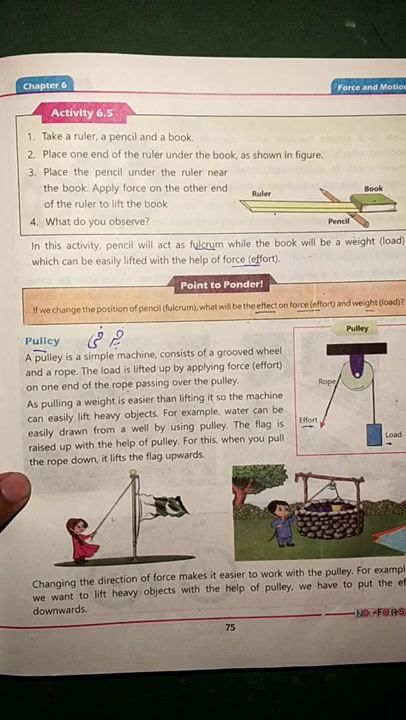 Chapter 6
Force and Motion
Activity 6.5
1. Take a ruler, a pencil and a book.
2. Place one end of the ruler under the book, as shown in figure.
3. Place the pencil under the ruler near
the book. Apply force on the other end
of the ruler to lift the book
4. What do you observe?
Ruler
Book
Pencil
In this activity, pencil will act as fulcrum while the book will be a weight (load)
which can be easily lifted with the help of force (effort).
Point to Ponder!
If we change the position of pencil (fulcrum), what will be the effect on force (effort) and weight (load)?
Pulley
A pulley is a simple machine, consists of a grooved wheel
and a rope. The load is lifted up by applying force (effort)
on one end of the rope passing over the pulley.
As pulling a weight is easier than lifting it so the machine
can easily lift heavy objects. For example, water can be
easily drawn from a well by using pulley. The flag is
raised up with the help of pulley. For this, when you pull
the rope down, it lifts the flag upwards.
Pulley
Rope
Effort
Load
Changing the direction of force makes it easier to work with the pulley. For exampl
we want to lift heavy objects with the help of pulley, we have to put the ef
downwards.
75
NOT FOR S